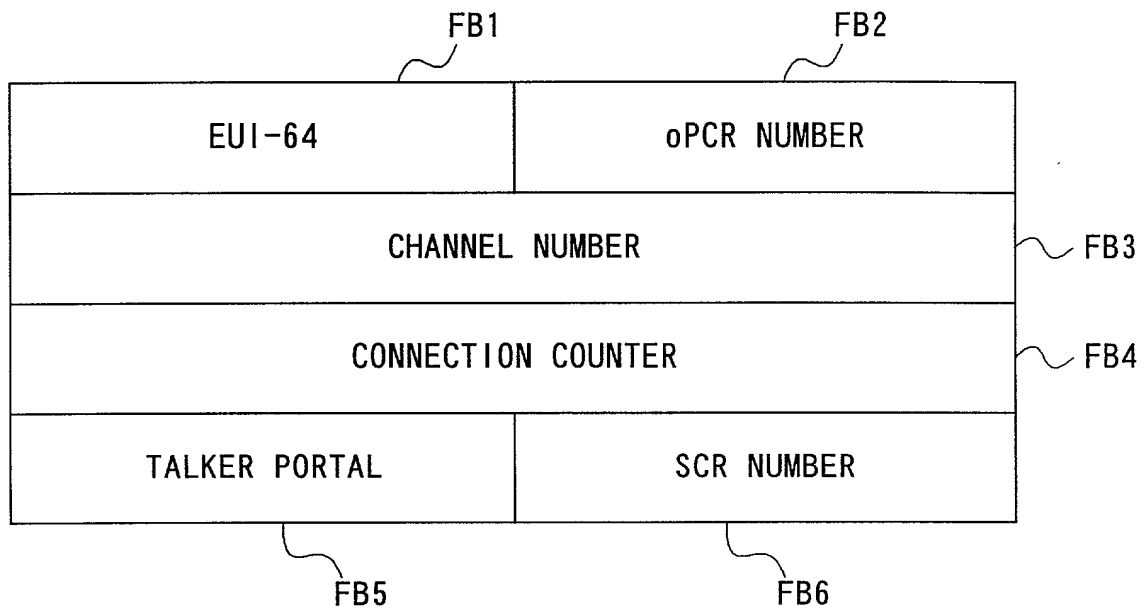 FB1
FB2
EUI-64
oPCR NUMBER
CHANNEL NUMBER
FB3
CONNECTION COUNTER
FB4
TALKER PORTAL
SCR NUMBER
FB5
FB6